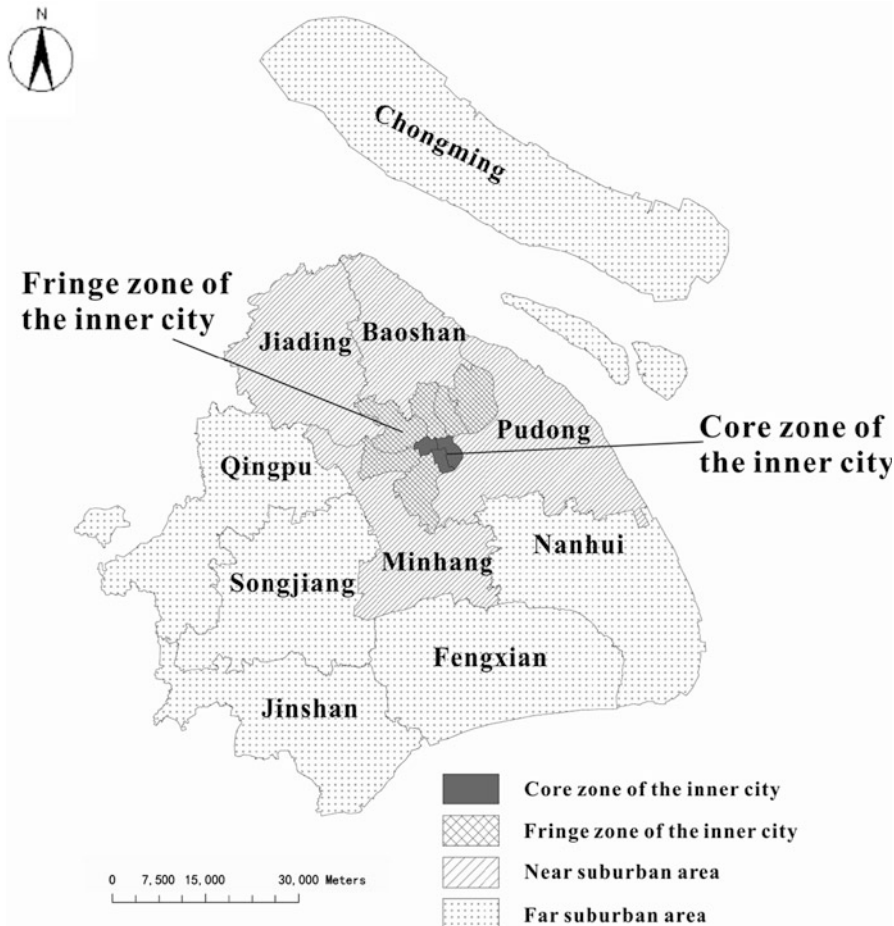 N
Chongming
Fringe zone of
the inner city
Jiading
Baoshan
Pudong
Core zone of
the inner city
Qingpu
Nanhui
Minhang
Songjiang
Fengxian
Jinshan
Core zone of the inner city
Fringe zone of the inner city
Near suburban area
Far suburban area
0 7,500 15,000 30,000 Meters